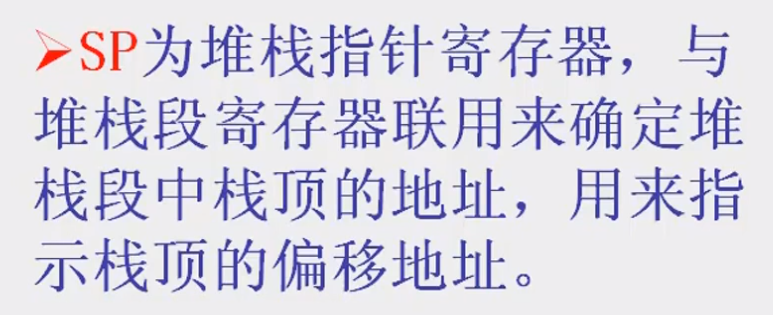 ➢SP为堆栈指针寄存器，与
堆栈段寄存器联用来确定堆
栈段中栈顶的地址，用来指
示栈顶的偏移地址。